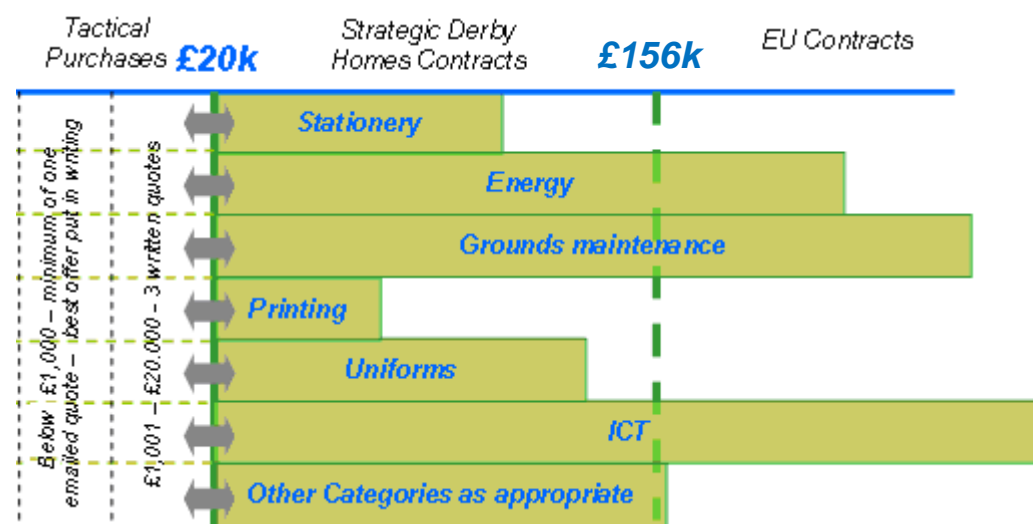 Tactical
Purchases £20k
Strategic Derby
Homes Contracts
£156k
EU Contracts
Below £1,000 – minimum of one
emailed quote – best offer put in writing
£1,001 – £20.000 - 3 written quotes
Stationery
Energy
Grounds maintenance
Printing
Uniforms
ICT
Other Categories as appropriate